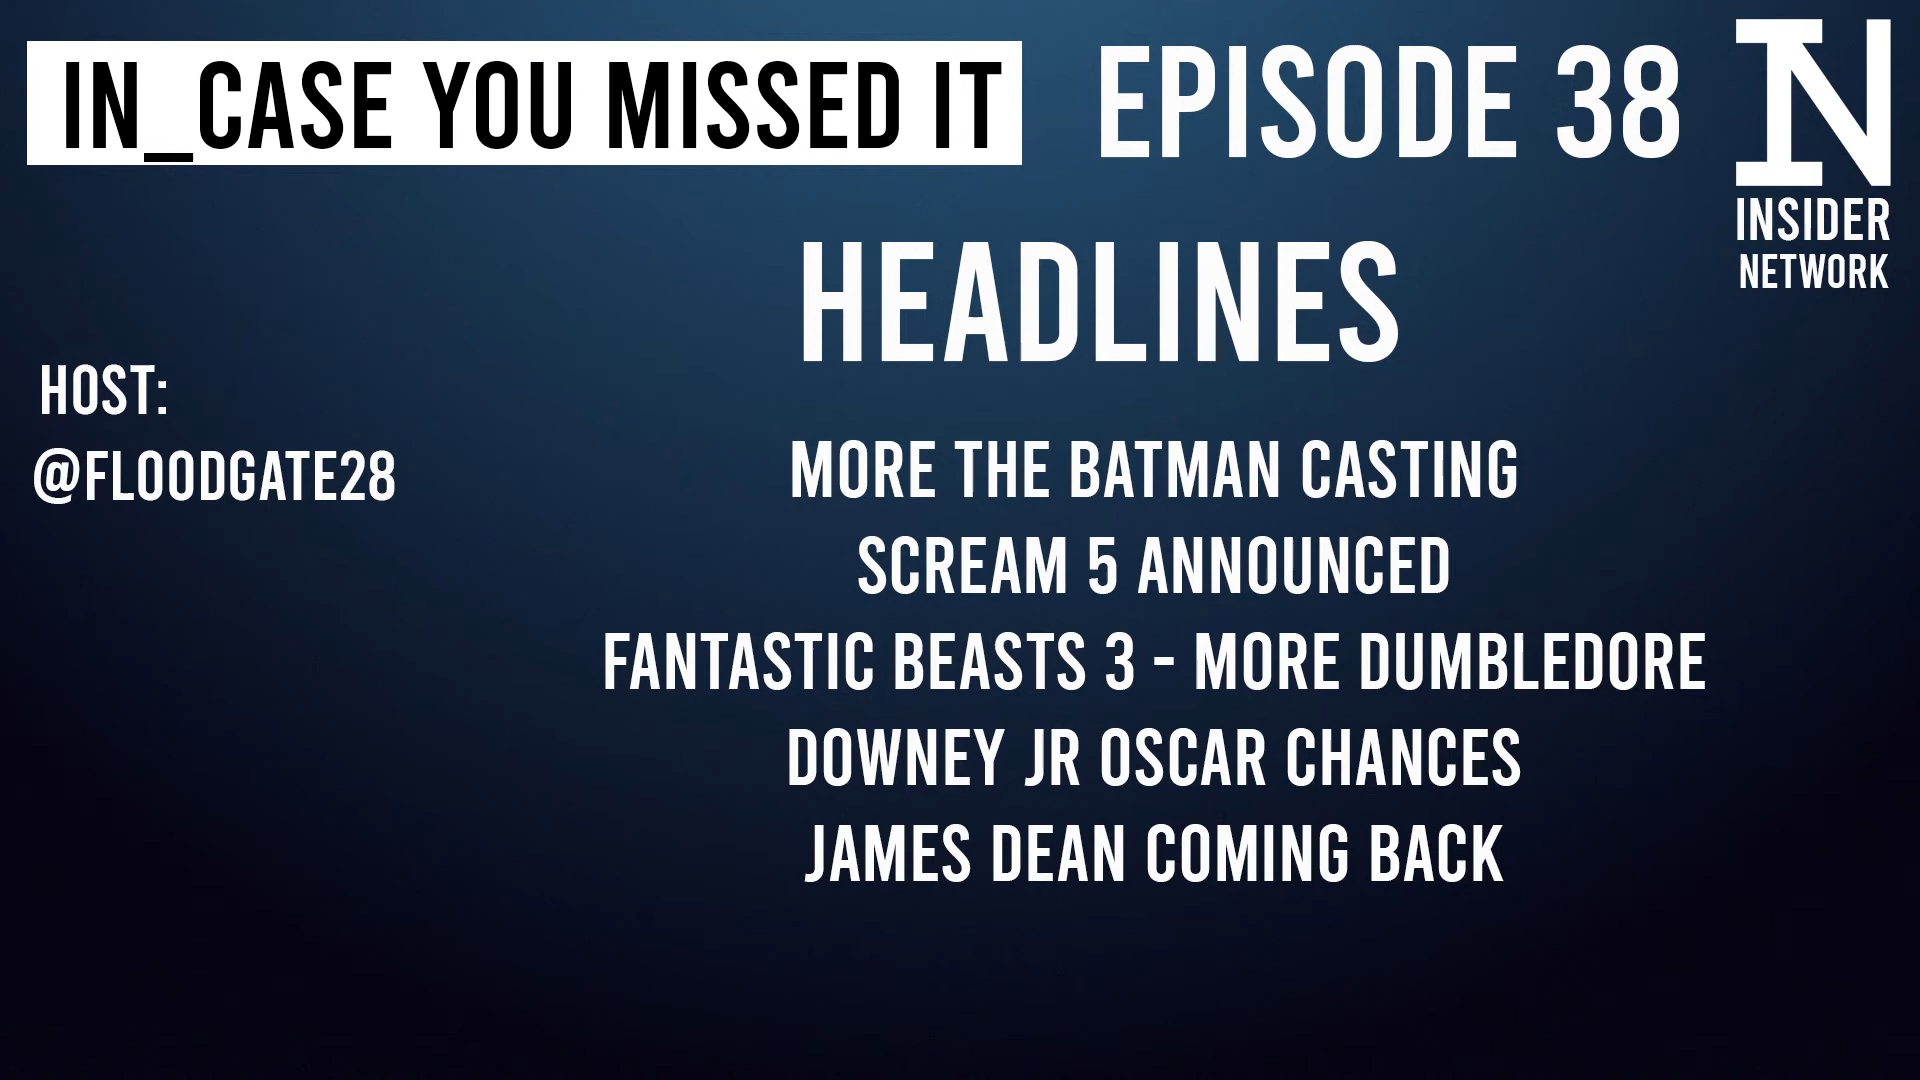 IN_CASE YOU MISSED IT
EPISODE 38
IN
INSIDER
NETWORK
HEADLINES
HOST:
@FLOODGATE28
MORE THE BATMAN CASTING
SCREAM 5 ANNOUNCED
FANTASTIC BEASTS 3 - MORE DUMBLEDORE
DOWNEY JR OSCAR CHANCES
JAMES DEAN COMING BACK